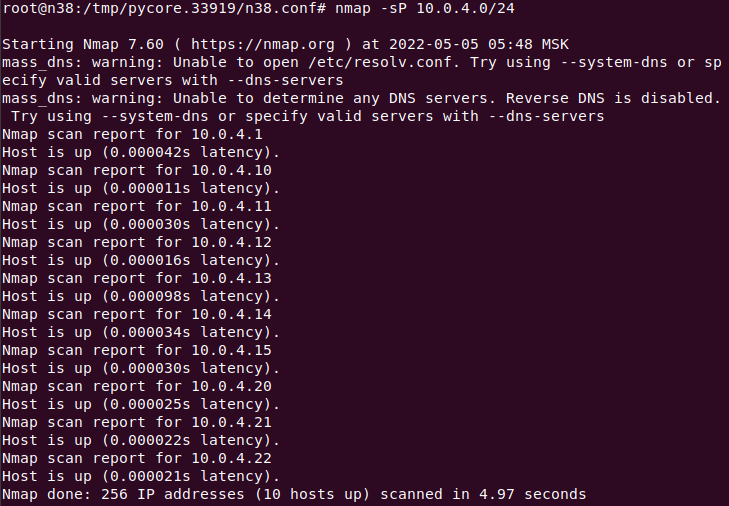 root@n38:/tmp/pycore.33919/n38.conf# nmap -sP 10.0.4.0/24
Starting Nmap 7.60 ( https://nmap.org ) at 2022-05-05 05:48 MSK
mass_dns: warning: Unable to open /etc/resolv.conf. Try using --system-dns or sp
ecify valid servers with --dns-servers
mass_dns: warning: Unable to determine any DNS servers. Reverse DNS is disabled.
 Try using --system-dns or specify valid servers with --dns-servers
Nmap scan report for 10.0.4.1
Host is up (0.000042s latency).
Nmap scan report for 10.0.4.10
Host is up (0.000011s latency).
Nmap scan report for 10.0.4.11
Host is up (0.000030s latency).
Nmap scan report for 10.0.4.12
Host is up (0.000016s latency).
Nmap scan report for 10.0.4.13
Host is up (0.000098s latency).
Nmap scan report for 10.0.4.14
Host is up (0.000034s latency).
Nmap scan report for 10.0.4.15
Host is up (0.000030s latency).
Nmap scan report for 10.0.4.20
Host is up (0.000025s latency).
Nmap scan report for 10.0.4.21
Host is up (0.000022s latency).
Nmap scan report for 10.0.4.22
Host is up (0.000021s latency).
Nmap done: 256 IP addresses (10 hosts up) scanned in 4.97 seconds